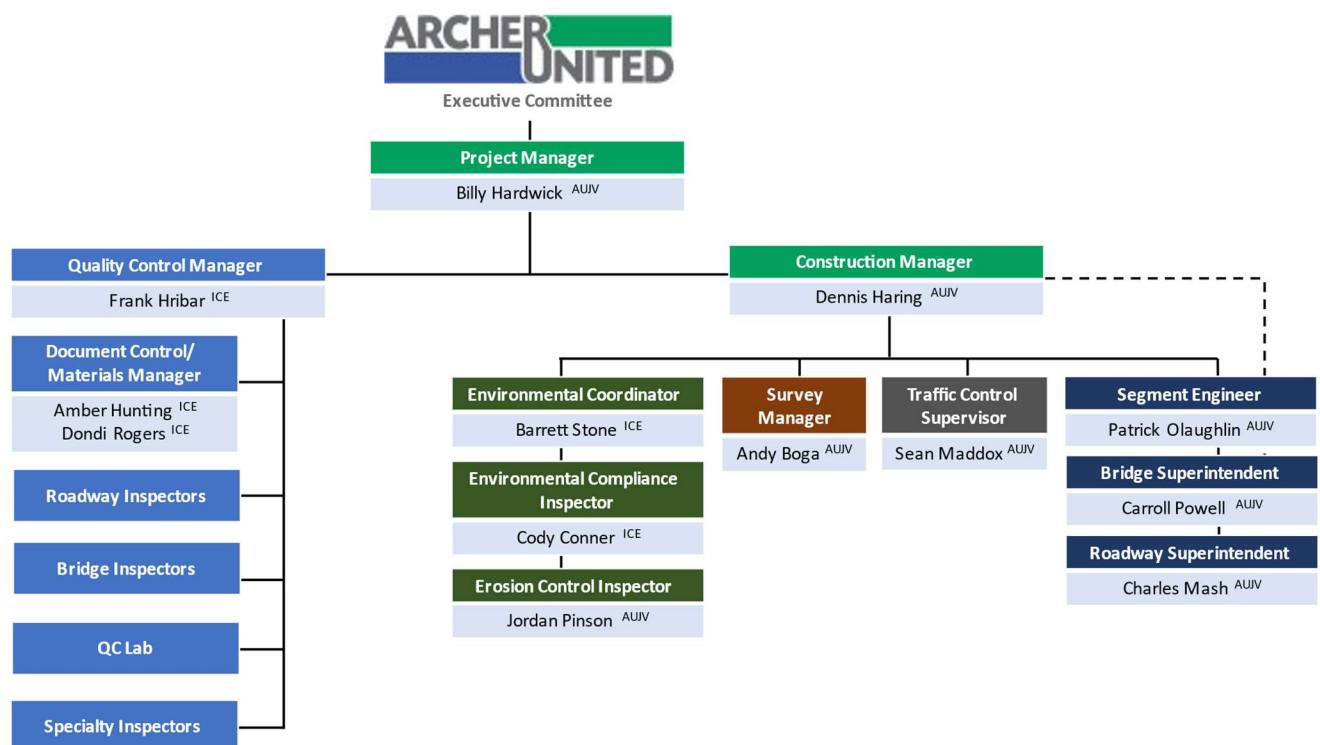 ARCHER
UNITED
Executive Committee
Project Manager
Billy Hardwick AUJV
Quality Control Manager
Frank Hribar ICE
Construction Manager
Dennis Haring AUJV
Document Control/
Materials Manager
Amber Hunting ICE
Dondi Rogers ICE
Roadway Inspectors
Bridge Inspectors
QC Lab
Specialty Inspectors
Environmental Coordinator
Barrett Stone ICE
Environmental Compliance
Inspector
Cody Conner ICE
Erosion Control Inspector
Jordan Pinson AUJV
Survey
Manager
Andy Boga AUJV
Traffic Control
Supervisor
Sean Maddox AUJV
Segment Engineer
Patrick Olaughlin AUJV
Bridge Superintendent
Carroll Powell AUJV
Roadway Superintendent
Charles Mash AUJV